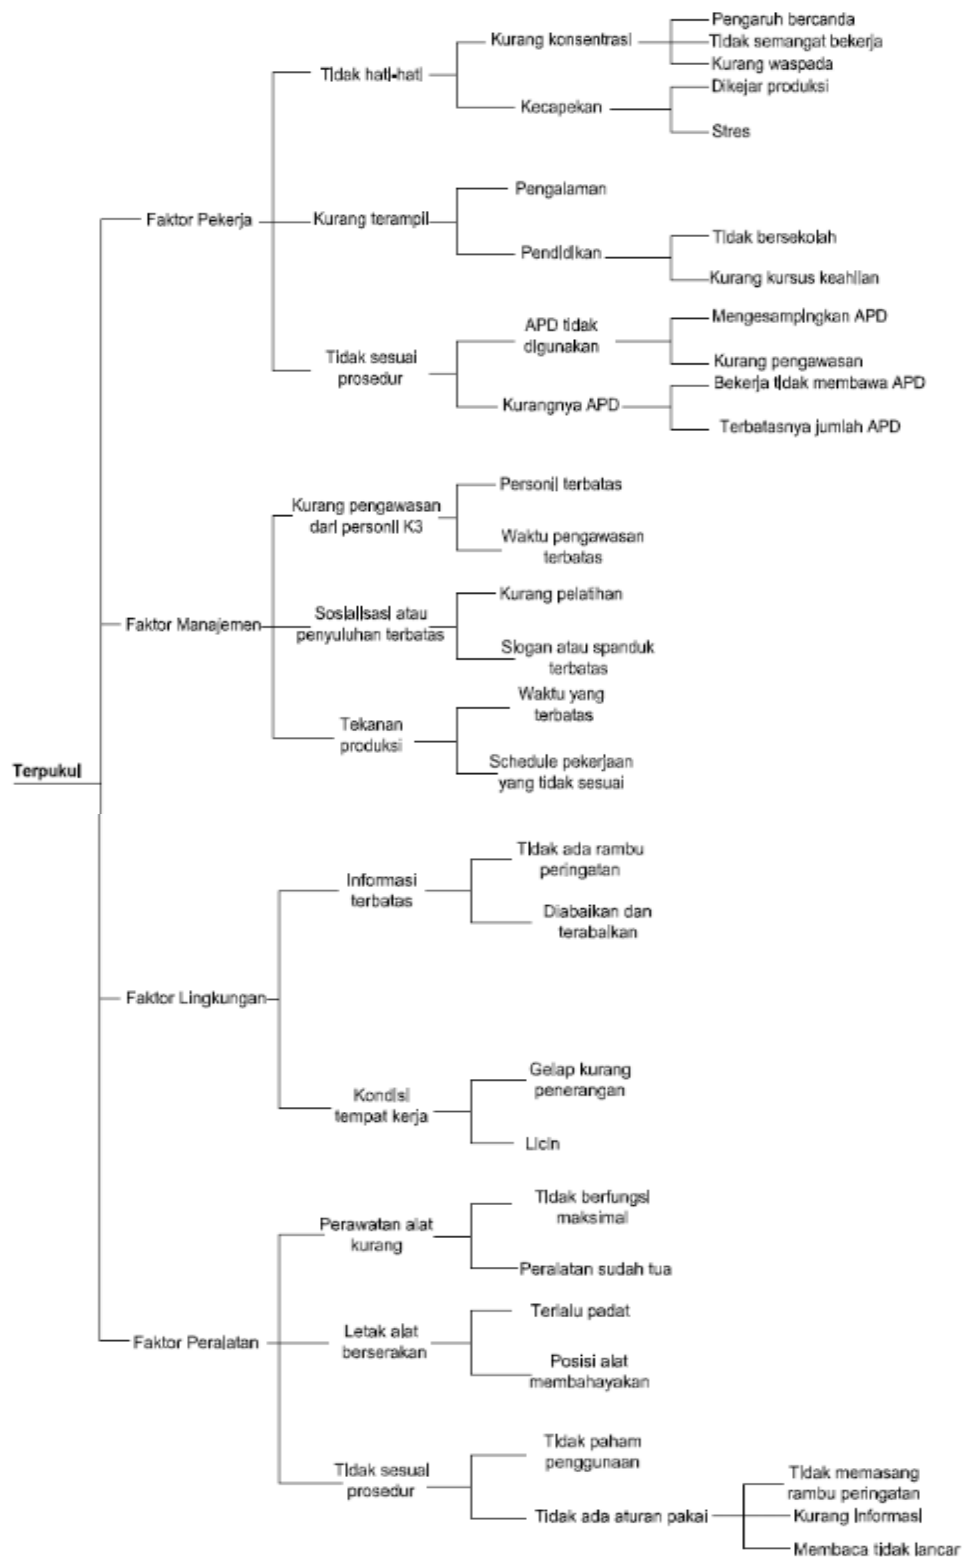 Pengaruh bercanda
Kurang konsentrasi
Tidak semangat bekerja
Kurang waspada
Tidak hati-hati
Dikejar produksi
Kecapekan
Stres
Pengalaman
Faktor Pekerja
Kurang terampil
Tidak bersekolah
Pendidikan
Kurang kursus keahlian
Mengesampingkan APD
APD tidak
digunakan
Tidak sesuai
prosedur
Kurang pengawasan
Bekerja tidak membawa APD
Kurangnya APD
Terbatasnya jumlah APD
Personil terbatas
Kurang pengawasan
dari personil K3
Waktu pengawasan
terbatas
Kurang pelatihan
Faktor Manajemen
Sosialisasi atau
penyuluhan terbatas
Slogan atau spanduk
terbatas
Waktu yang
terbatas
Tekanan
produksi
Schedule pekerjaan
yang tidak sesuai
Terpukul
Tidak ada rambu
peringatan
Informasi
terbatas
Diabaikan dan
terabaikan
Faktor Lingkungan
Gelap kurang
penerangan
Kondisi
tempat kerja
Licin
Tidak berfungsi
maksimal
Perawatan alat
kurang
Peralatan sudah tua
Terlalu padat
Faktor Peralatan
Letak alat
berserakan
Posisi alat
membahayakan
Tidak paham
penggunaan
Tidak sesuai
prosedur
Tidak memasang
rambu peringatan
Tidak ada aturan pakai
Kurang informasi
Membaca tidak lancar